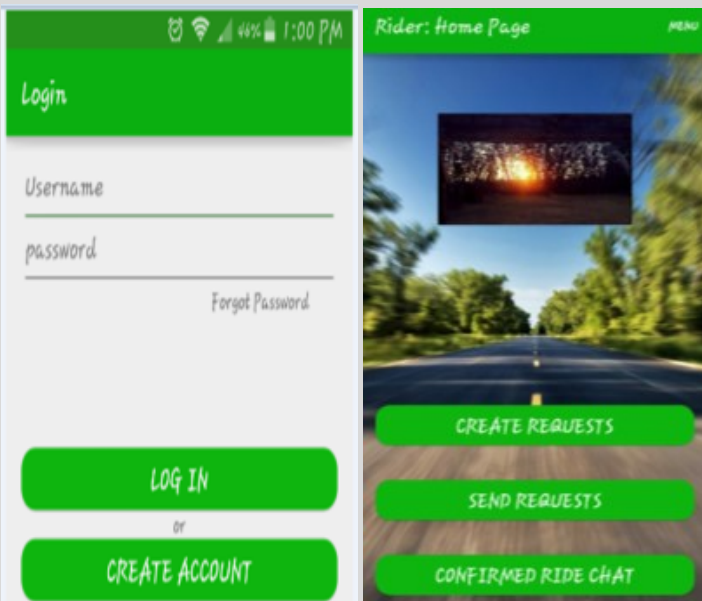 46% 1:00 PM
Login
Username
password
Forgot Password
LOG IN
or
CREATE ACCOUNT
Rider: Home Page MENU
CREATE REQUESTS
SEND REQUESTS
CONFIRMED RIDE CHAT